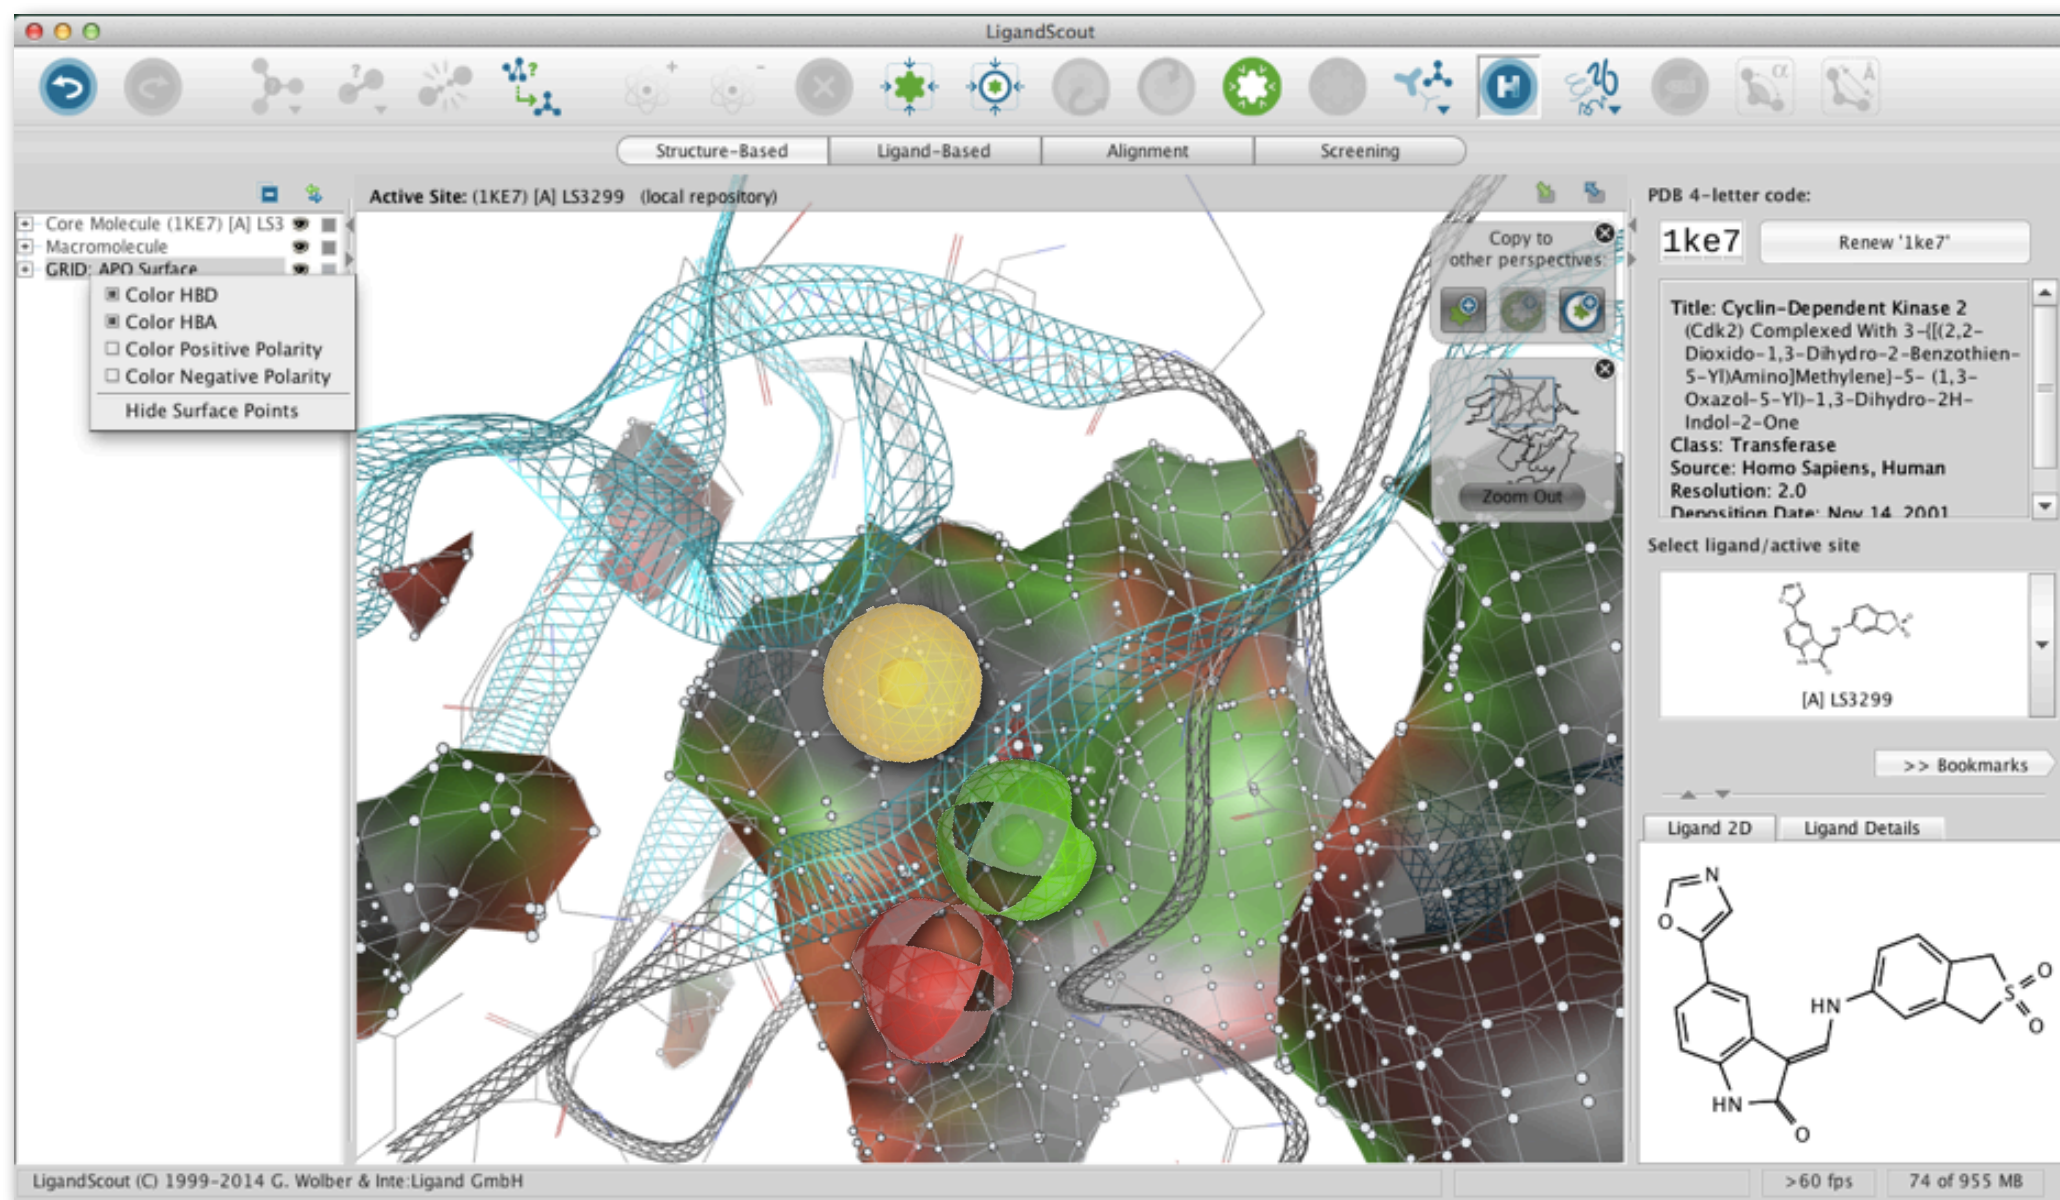 LigandScout
Structure-Based
Ligand-Based
Alignment
Screening
Core Molecule (1KE7) [A] LS3
Macromolecule
GRID: APO Surface
Color HBD
Color HBA
Color Positive Polarity
Color Negative Polarity
Hide Surface Points
Active Site: (1KE7) [A] LS3299 (local repository)
Copy to
other perspectives:
Zoom Out
PDB 4-letter code:
1ke7
Renew '1ke7'
Title: Cyclin-Dependent Kinase 2
(Cdk2) Complexed With 3-{[(2,2-
Dioxido-1,3-Dihydro-2-Benzothien-
5-Yl)Amino]Methylene}-5- (1,3-
Oxazol-5-Yl)-1,3-Dihydro-2H-
Indol-2-One
Class: Transferase
Source: Homo Sapiens, Human
Resolution: 2.0
Deposition Date: Nov 14, 2001
Select ligand/active site
[A] LS3299
>> Bookmarks
Ligand 2D
Ligand Details
N
O
HN
S
O
O
HN
O
LigandScout (C) 1999-2014 G. Wolber & Inte:Ligand GmbH
>60 fps
74 of 955 MB